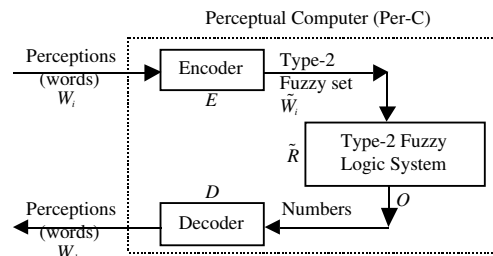 Perceptual Computer (Per-C)
Perceptions
(words)
W_i
Encoder
E
Type-2
Fuzzy set
W̃_i
R̃
Type-2 Fuzzy
Logic System
O
Numbers
D
Decoder
Perceptions
(words)